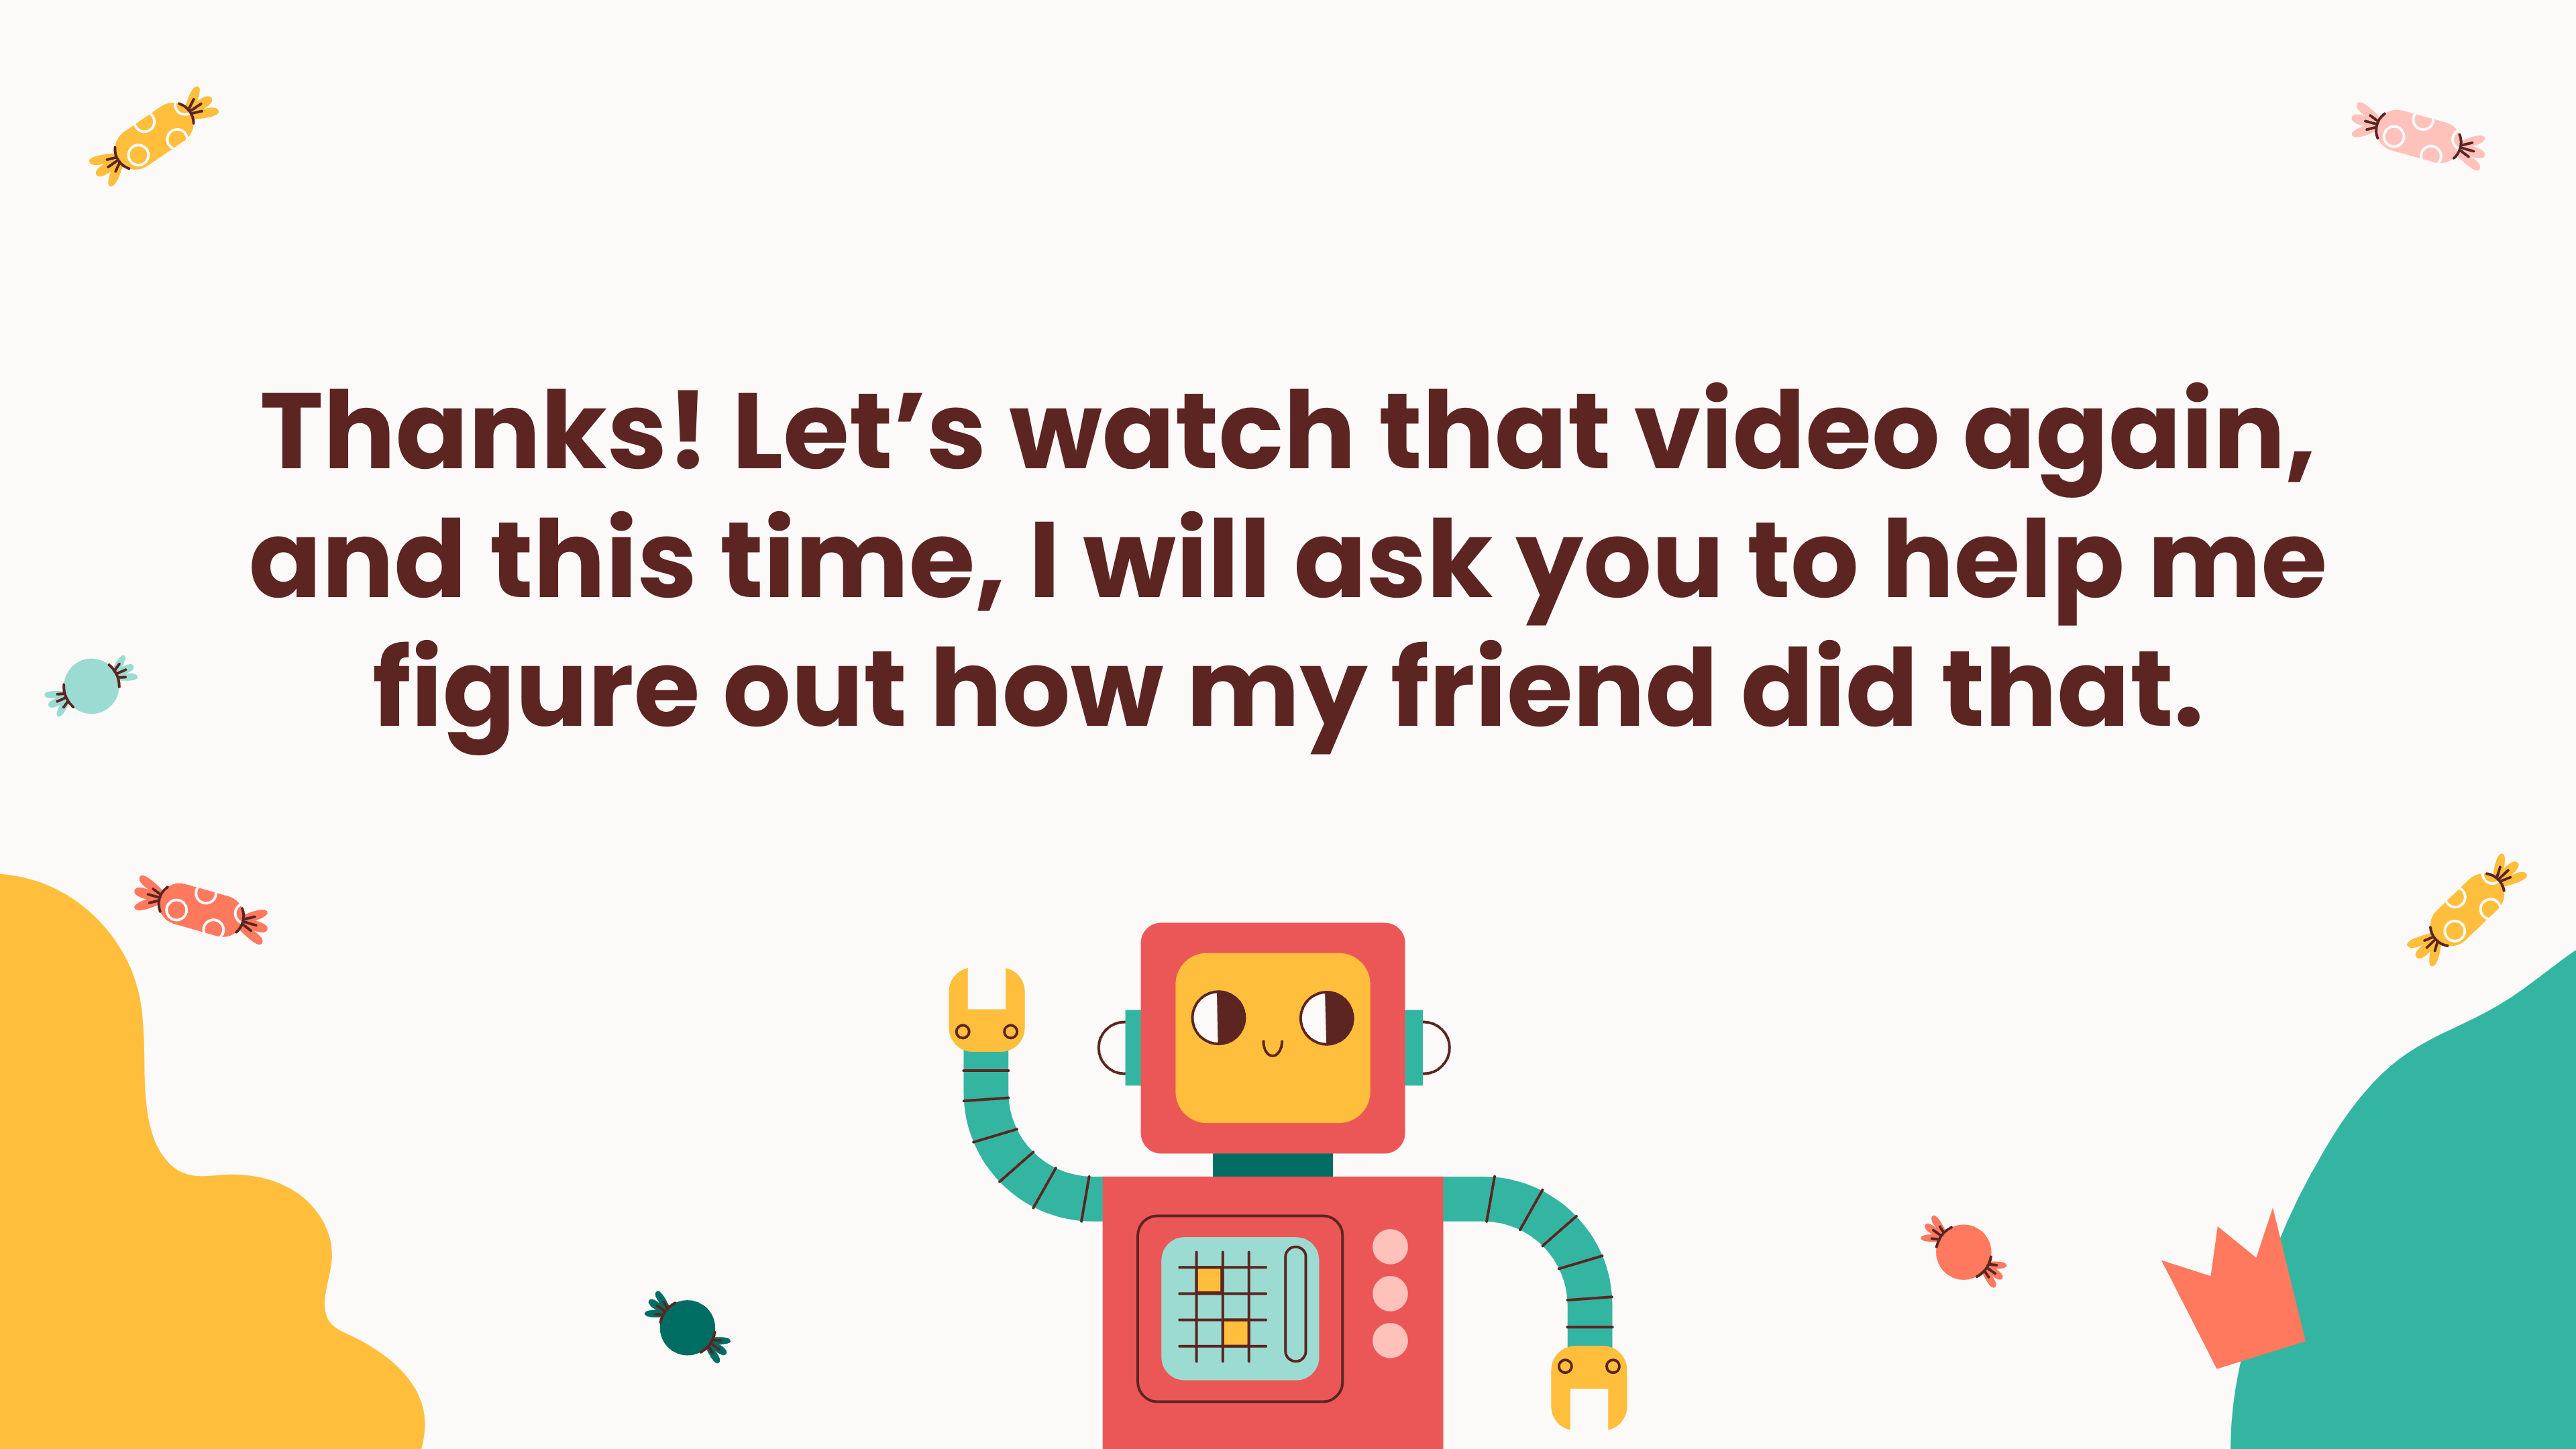 Thanks! Let’s watch that video again,
and this time, I will ask you to help me
figure out how my friend did that.